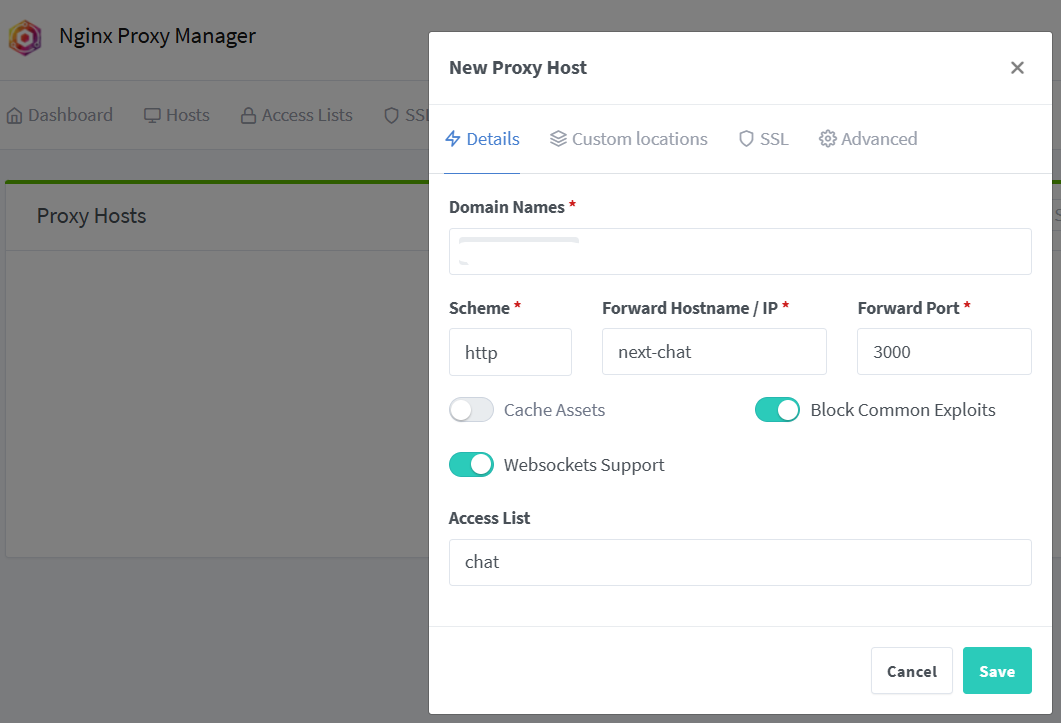 Nginx Proxy Manager
New Proxy Host
Dashboard Hosts Access Lists
Details Custom locations SSL Advanced
Proxy Hosts
Domain Names *
Scheme * Forward Hostname / IP * Forward Port *
http next-chat 3000
Cache Assets Block Common Exploits
Websockets Support
Access List
chat
Cancel Save